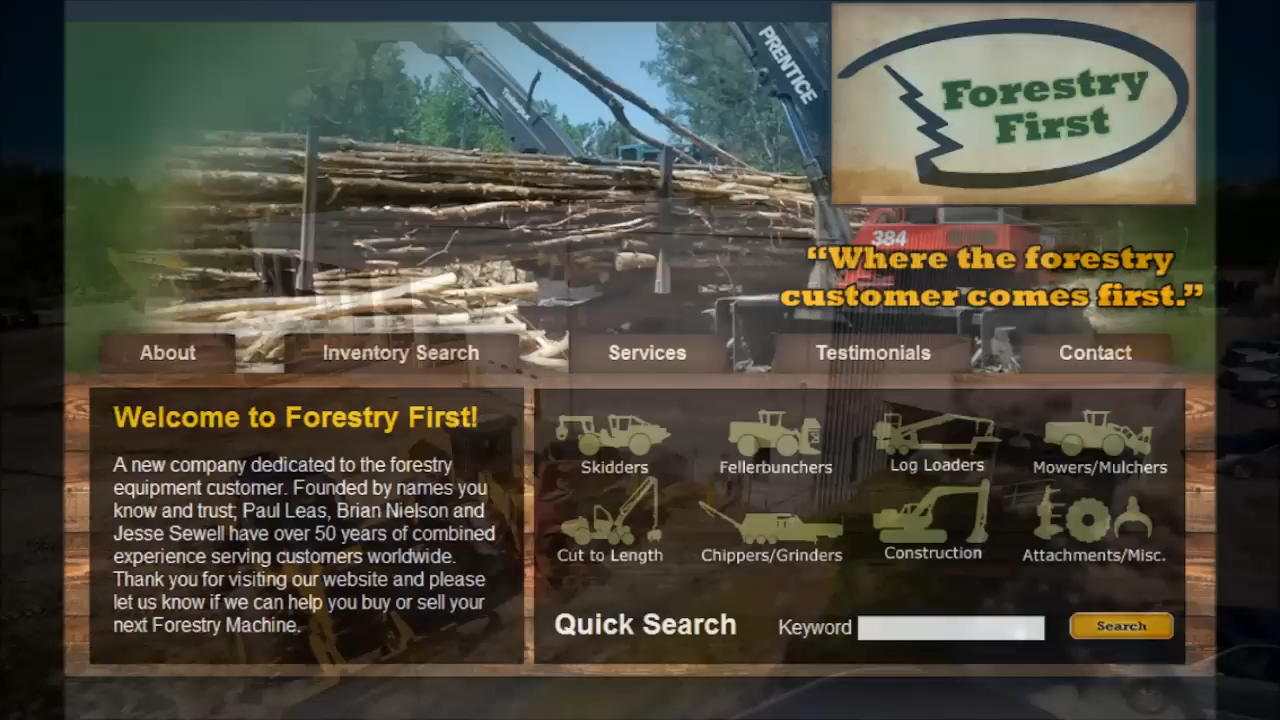 PRENTICE
Forestry
First
384
“Where the forestry
customer comes first.”
About
Inventory Search
Services
Testimonials
Contact
Welcome to Forestry First!
A new company dedicated to the forestry
equipment customer. Founded by names you
know and trust; Paul Leas, Brian Nielson and
Jesse Sewell have over 50 years of combined
experience serving customers worldwide.
Thank you for visiting our website and please
let us know if we can help you buy or sell your
next Forestry Machine.
Skidders
Fellerbunchers
Log Loaders
Mowers/Mulchers
Cut to Length
Chippers/Grinders
Construction
Attachments/Misc.
Quick Search
Keyword
Search